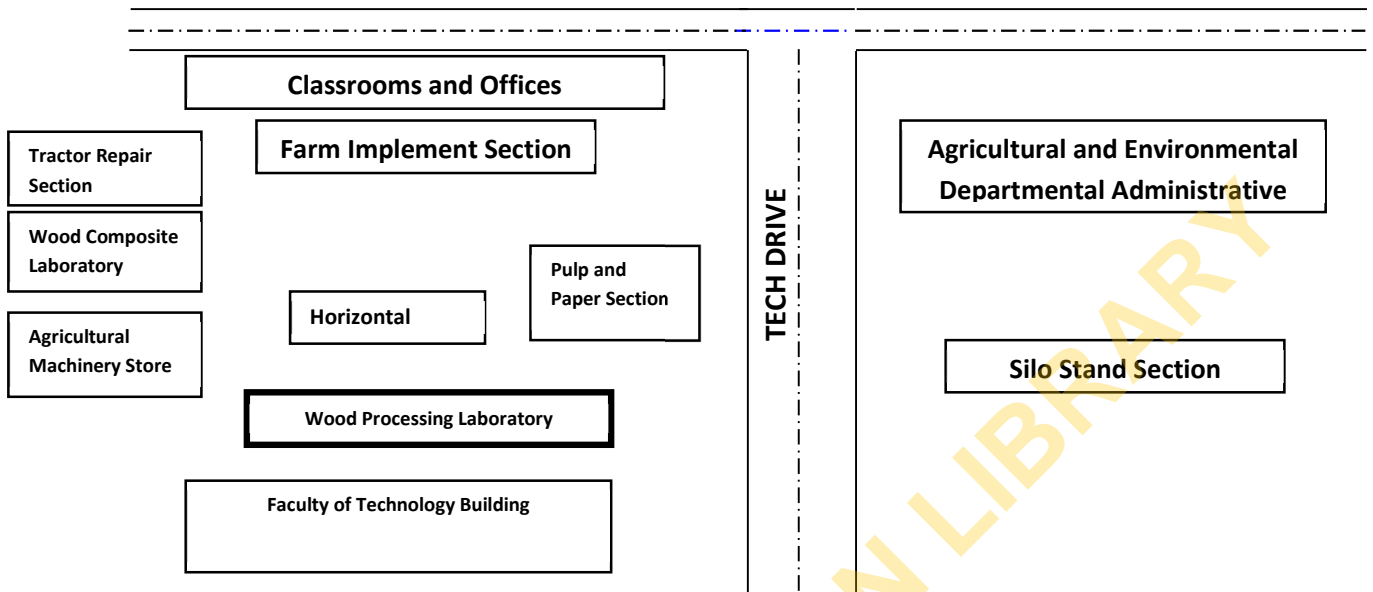 Classrooms and Offices
Farm Implement Section
Tractor Repair
Section
Wood Composite
Laboratory
Agricultural
Machinery Store
Horizontal
Pulp and
Paper Section
Wood Processing Laboratory
Faculty of Technology Building
TECH DRIVE
Agricultural and Environmental
Departmental Administrative
Silo Stand Section
N LIBRARY